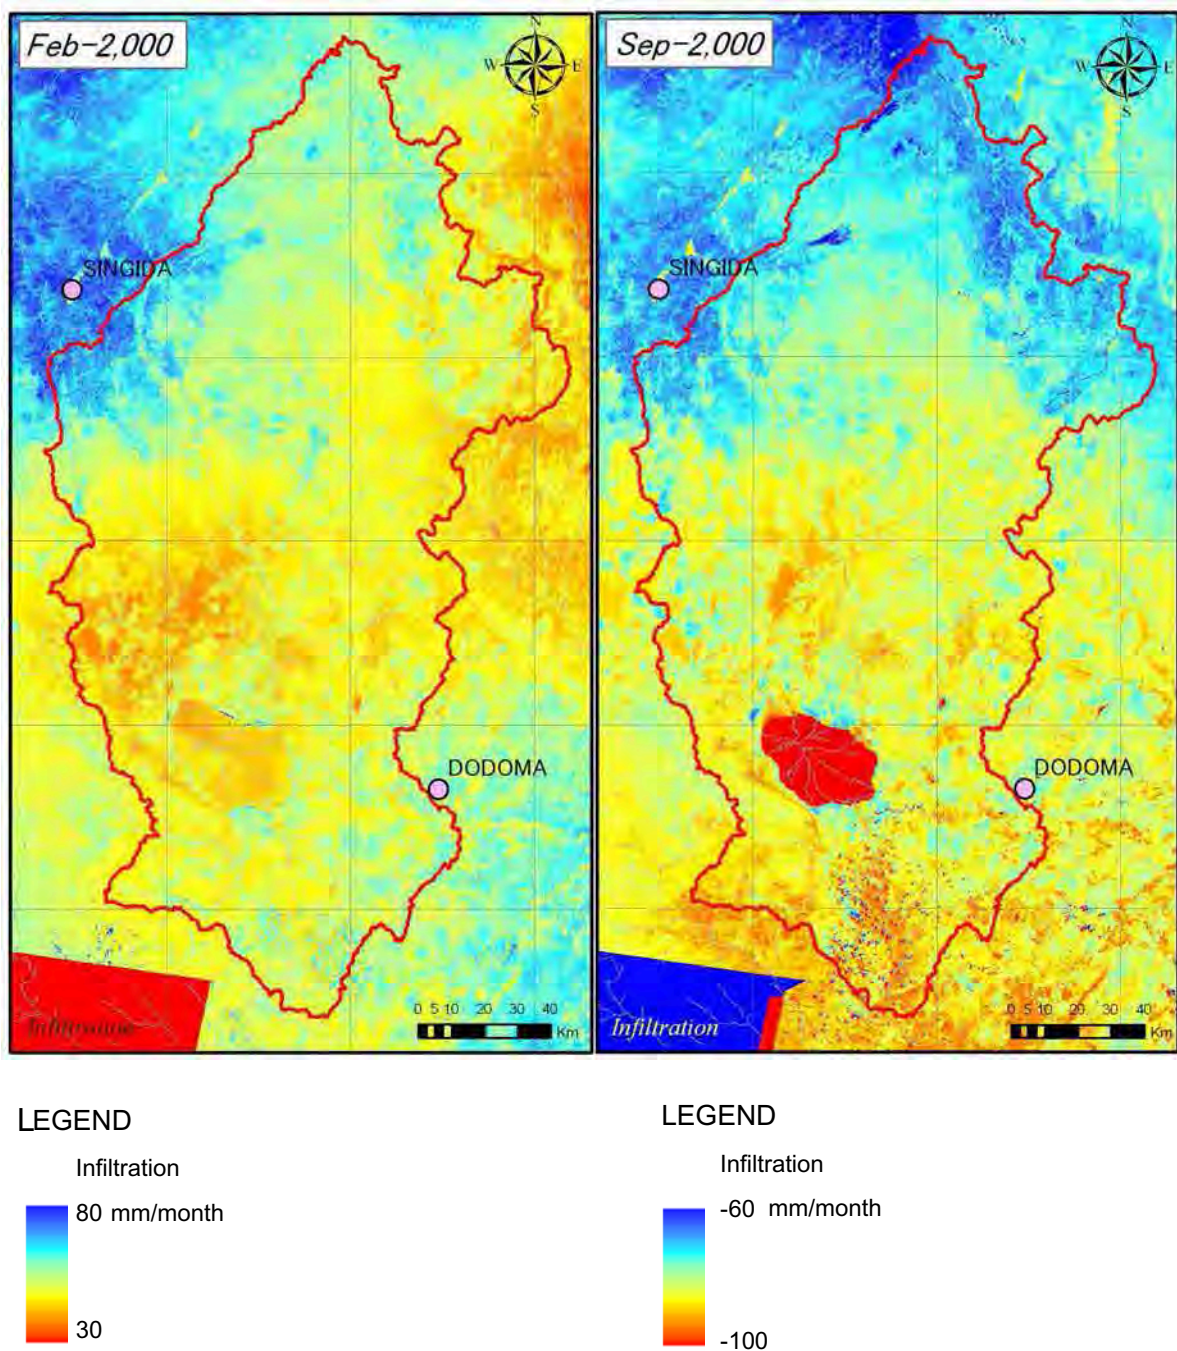 Feb-2,000
N
W E
S
SINGIDA
DODOMA
0 5 10 20 30 40
Km
Infiltration
Sep-2,000
N
W E
S
SINGIDA
DODOMA
0 5 10 20 30 40
Km
Infiltration
LEGEND
Infiltration
80 mm/month
30
LEGEND
Infiltration
-60 mm/month
-100